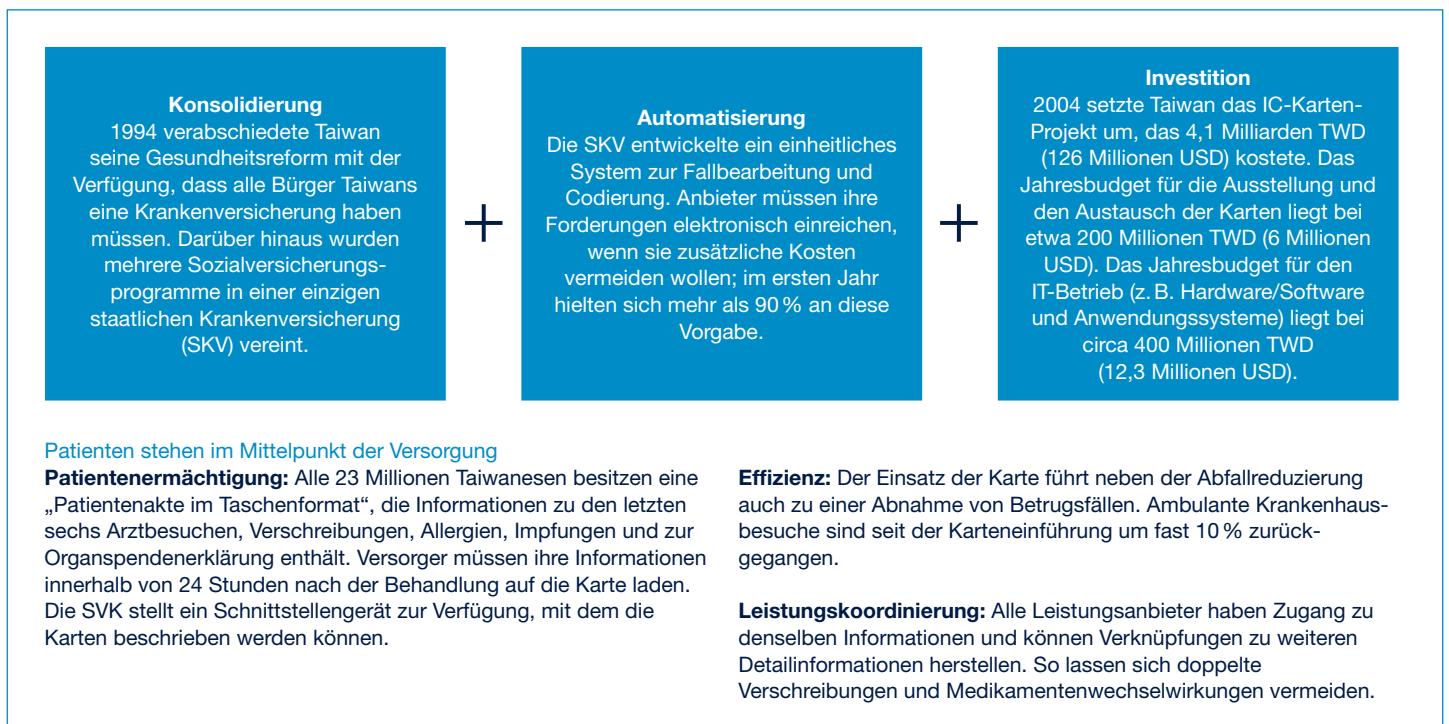 Konsolidierung
1994 verabschiedete Taiwan
seine Gesundheitsreform mit der
Verfügung, dass alle Bürger Taiwans
eine Krankenversicherung haben
müssen. Darüber hinaus wurden
mehrere Sozialversicherungs-
programme in einer einzigen
staatlichen Krankenversicherung
(SKV) vereint.
+
Automatisierung
Die SKV entwickelte ein einheitliches
System zur Fallbearbeitung und
Codierung. Anbieter müssen ihre
Forderungen elektronisch einreichen,
wenn sie zusätzliche Kosten
vermeiden wollen; im ersten Jahr
hielten sich mehr als 90 % an diese
Vorgabe.
+
Investition
2004 setzte Taiwan das IC-Karten-
Projekt um, das 4,1 Milliarden TWD
(126 Millionen USD) kostete. Das
Jahresbudget für die Ausstellung und
den Austausch der Karten liegt bei
etwa 200 Millionen TWD (6 Millionen
USD). Das Jahresbudget für den
IT-Betrieb (z. B. Hardware/Software
und Anwendungssysteme) liegt bei
circa 400 Millionen TWD
(12,3 Millionen USD).
Patienten stehen im Mittelpunkt der Versorgung
Patientenermächtigung: Alle 23 Millionen Taiwanesen besitzen eine
„Patientenakte im Taschenformat“, die Informationen zu den letzten
sechs Arztbesuchen, Verschreibungen, Allergien, Impfungen und zur
Organspendenerklärung enthält. Versorger müssen ihre Informationen
innerhalb von 24 Stunden nach der Behandlung auf die Karte laden.
Die SVK stellt ein Schnittstellengerät zur Verfügung, mit dem die
Karten beschrieben werden können.
Effizienz: Der Einsatz der Karte führt neben der Abfallreduzierung
auch zu einer Abnahme von Betrugsfällen. Ambulante Krankenhaus-
besuche sind seit der Karteneinführung um fast 10 % zurück-
gegangen.
Leistungskoordinierung: Alle Leistungsanbieter haben Zugang zu
denselben Informationen und können Verknüpfungen zu weiteren
Detailinformationen herstellen. So lassen sich doppelte
Verschreibungen und Medikamentenwechselwirkungen vermeiden.